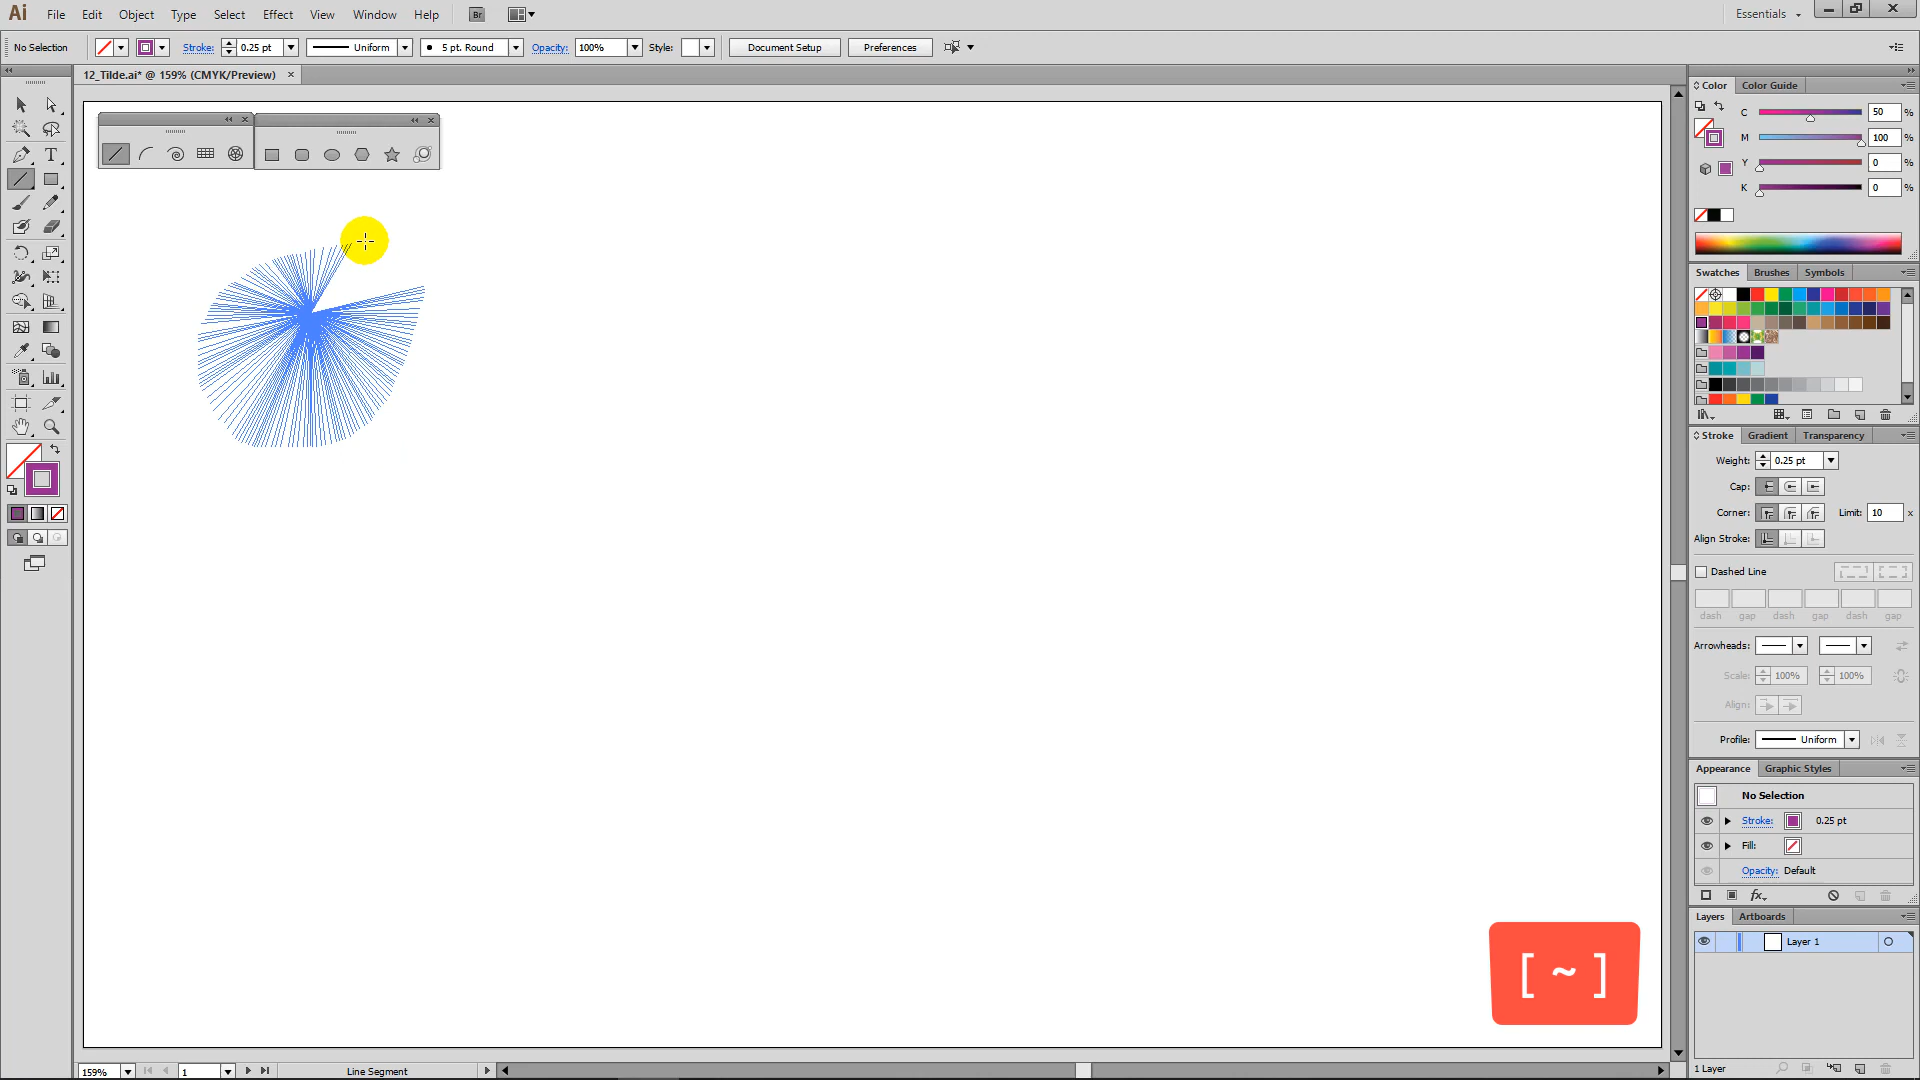 Ai File Edit Object Type Select Effect View Window Help Br Essentials
No Selection Stroke: 0.25 pt Uniform 5 pt. Round Opacity: 100% Style: Document Setup Preferences
12_Tilde.ai* @ 159% (CMYK/Preview)
Color Color Guide
C 50 %
M 100 %
Y 0 %
K 0 %
Swatches Brushes Symbols
Stroke Gradient Transparency
Weight: 0.25 pt
Cap:
Corner: Limit: 10 x
Align Stroke:
Dashed Line
dash gap dash gap dash gap
Arrowheads:
Scale: 100% 100%
Align:
Profile: Uniform
Appearance Graphic Styles
No Selection
Stroke: 0.25 pt
Fill:
Opacity: Default
fx
Layers Artboards
Layer 1
[ ~ ]
1 Layer
159% 1 Line Segment